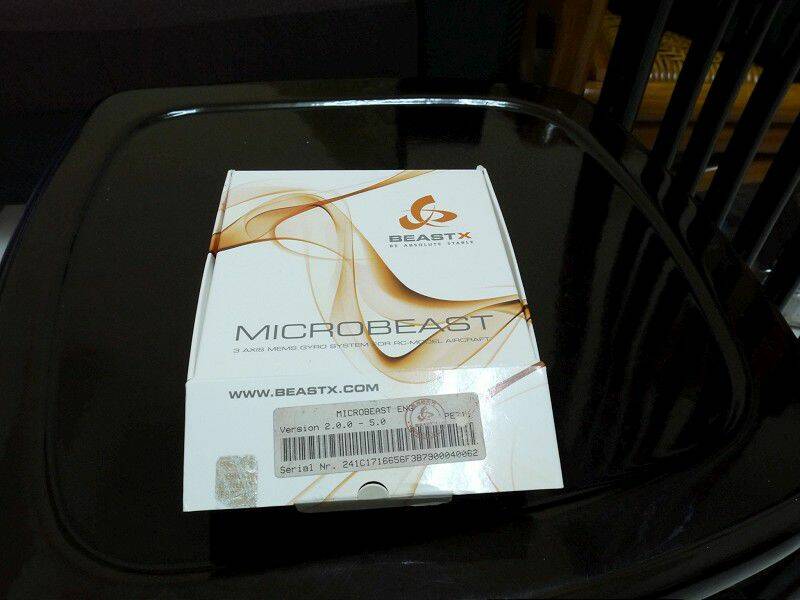 BEASTX
BE ABSOLUTE STABLE
MICROBEAST
3 AXIS MEMS GYRO SYSTEM FOR RC-MODEL AIRCRAFT
WWW.BEASTX.COM
MICROBEAST ENG
Version 2.0.0 - 5.0
Serial Nr. 241C1716656F3B7900040062